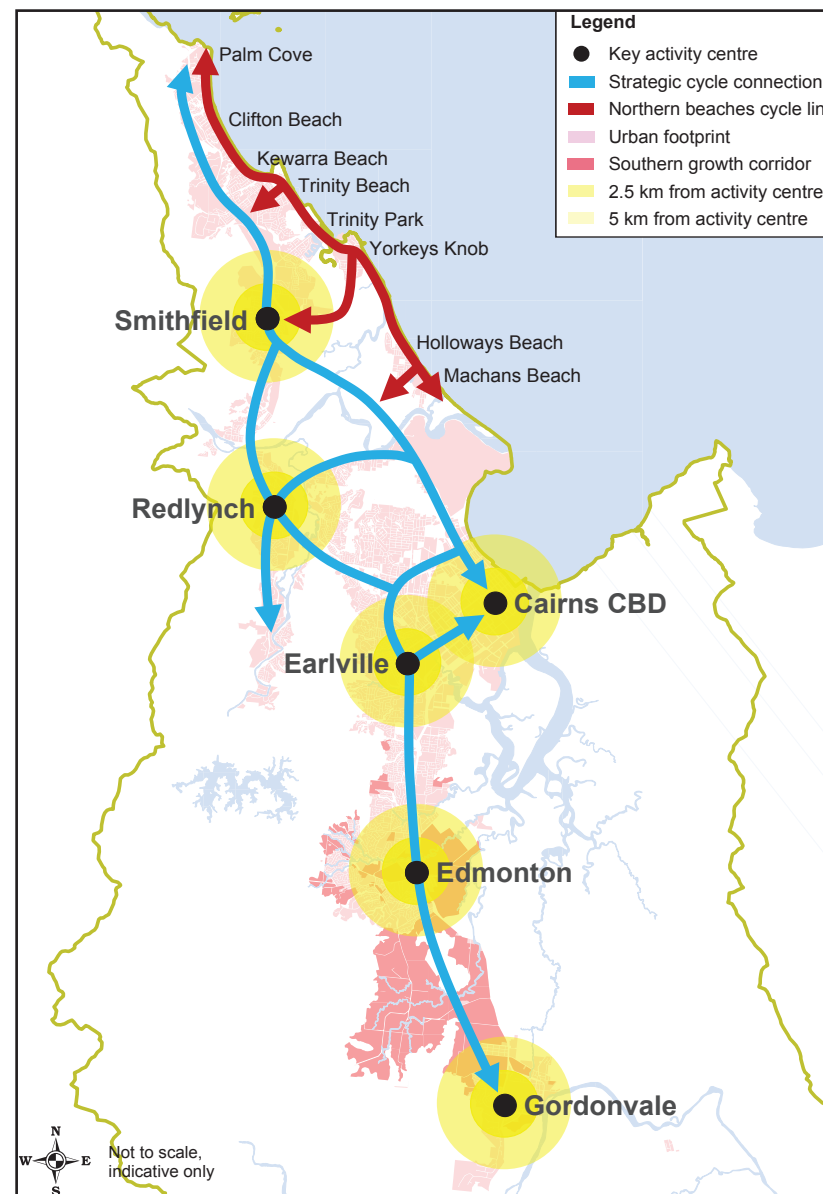 Legend
Key activity centre
Strategic cycle connection
Northern beaches cycle lin
Urban footprint
Southern growth corridor
2.5 km from activity centre
5 km from activity centre
Palm Cove
Clifton Beach
Kewarra Beach
Trinity Beach
Trinity Park
Yorkeys Knob
Smithfield
Holloways Beach
Machans Beach
Redlynch
Cairns CBD
Earlville
Edmonton
Gordonvale
N
W E
S
Not to scale,
indicative only